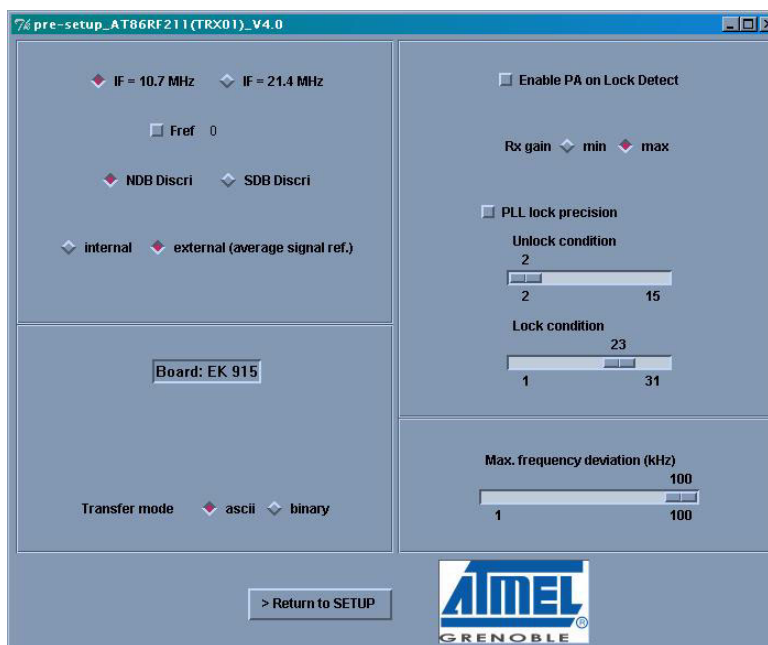 pre-setup_AT86RF211(TRX01)_V4.0
IF = 10.7 MHz IF = 21.4 MHz
Fref 0
NDB Discri SDB Discri
internal external (average signal ref.)
Board: EK 915
Transfer mode ascii binary
Enable PA on Lock Detect
Rx gain min max
PLL lock precision
Unlock condition
2
2 15
Lock condition
23
1 31
Max. frequency deviation (kHz)
100
1 100
> Return to SETUP
ATMEL
®
GRENOBLE